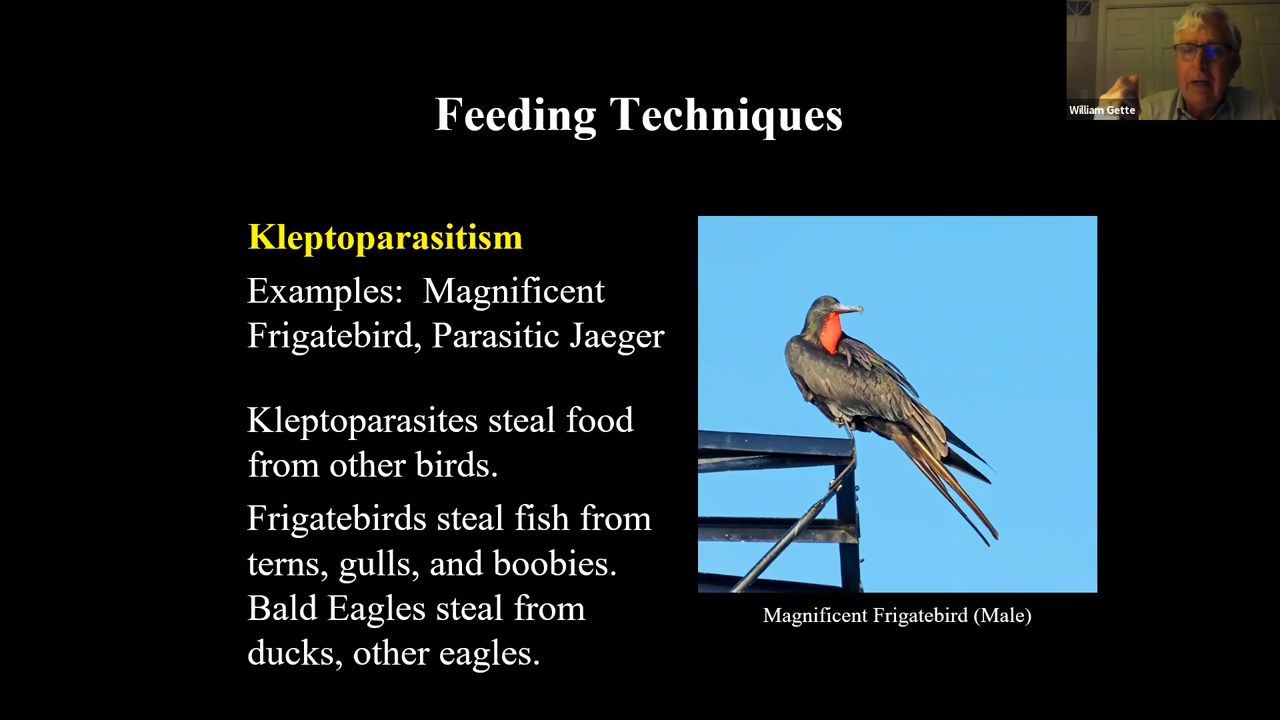 William Gette
Feeding Techniques
Kleptoparasitism
Examples:  Magnificent
Frigatebird, Parasitic Jaeger
Kleptoparasites steal food
from other birds.
Frigatebirds steal fish from
terns, gulls, and boobies.
Bald Eagles steal from
ducks, other eagles.
Magnificent Frigatebird (Male)